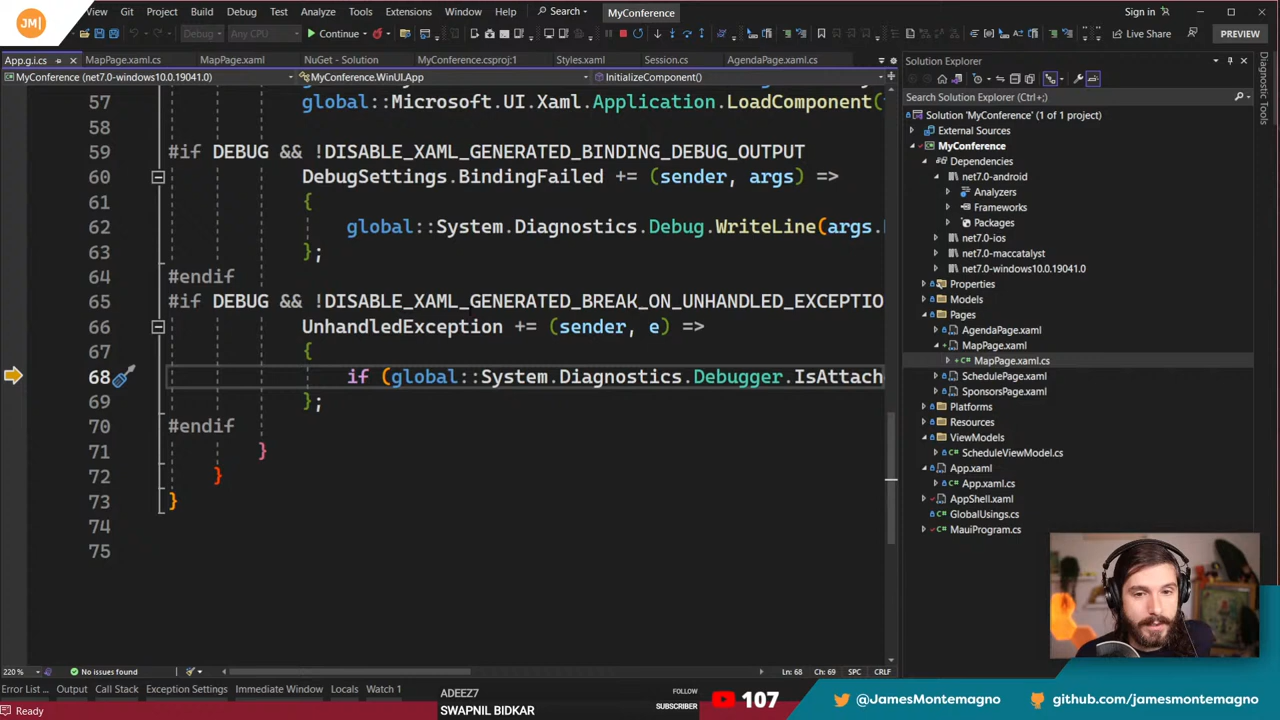 JM|
View Git Project Build Debug Test Analyze Tools Extensions Window Help Search MyConference Sign in
Debug Any CPU Continue Live Share PREVIEW
App.g.i.cs MapPage.xaml.cs MapPage.xaml NuGet - Solution MyConference.csproj:1 Styles.xaml Session.cs AgendaPage.xaml.cs
MyConference (net7.0-windows10.0.19041.0) MyConference.WinUI.App InitializeComponent()
57 global::Microsoft.UI.Xaml.Application.LoadComponent(
58
59 #if DEBUG && !DISABLE_XAML_GENERATED_BINDING_DEBUG_OUTPUT
60 DebugSettings.BindingFailed += (sender, args) =>
61 {
62 global::System.Diagnostics.Debug.WriteLine(args.
63 };
64 #endif
65 #if DEBUG && !DISABLE_XAML_GENERATED_BREAK_ON_UNHANDLED_EXCEPTIO
66 UnhandledException += (sender, e) =>
67 {
68 if (global::System.Diagnostics.Debugger.IsAttach
69 };
70 #endif
71 }
72 }
73 }
74
75
220 % No issues found Ln: 68 Ch: 69 SPC CRLF
Error List ... Output Call Stack Exception Settings Immediate Window Locals Watch 1
Ready
Solution Explorer
Search Solution Explorer (Ctrl+;)
Solution 'MyConference' (1 of 1 project)
External Sources
MyConference
Dependencies
net7.0-android
Analyzers
Frameworks
Packages
net7.0-ios
net7.0-maccatalyst
net7.0-windows10.0.19041.0
Properties
Models
Pages
AgendaPage.xaml
MapPage.xaml
MapPage.xaml.cs
SchedulePage.xaml
SponsorsPage.xaml
Platforms
Resources
ViewModels
ScheduleViewModel.cs
App.xaml
App.xaml.cs
AppShell.xaml
GlobalUsings.cs
MauiProgram.cs
Diagnostic Tools
ADEEZ7
SWAPNIL BIDKAR
FOLLOW
SUBSCRIBER
107
@JamesMontemagno
github.com/jamesmontemagno